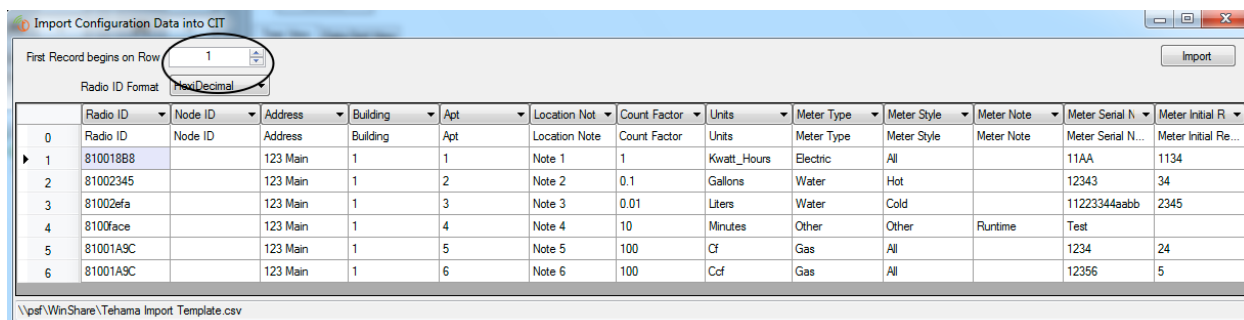 Import Configuration Data into CIT
First Record begins on Row 1 Import
Radio ID Format HexiDecimal
Radio ID Node ID Address Building Apt Location Not Count Factor Units Meter Type Meter Style Meter Note Meter Serial N Meter Initial R
0 Radio ID Node ID Address Building Apt Location Note Count Factor Units Meter Type Meter Style Meter Note Meter Serial N... Meter Initial Re...
1 810018B8 123 Main 1 1 Note 1 1 Kwatt_Hours Electric All 11AA 1134
2 81002345 123 Main 1 2 Note 2 0.1 Gallons Water Hot 12343 34
3 81002efa 123 Main 1 3 Note 3 0.01 Liters Water Cold 11223344aabb 2345
4 8100face 123 Main 1 4 Note 4 10 Minutes Other Other Runtime Test
5 81001A9C 123 Main 1 5 Note 5 100 Cf Gas All 1234 24
6 81001A9C 123 Main 1 6 Note 6 100 Ccf Gas All 12356 5
\\psf\WinShare\Tehama Import Template.csv